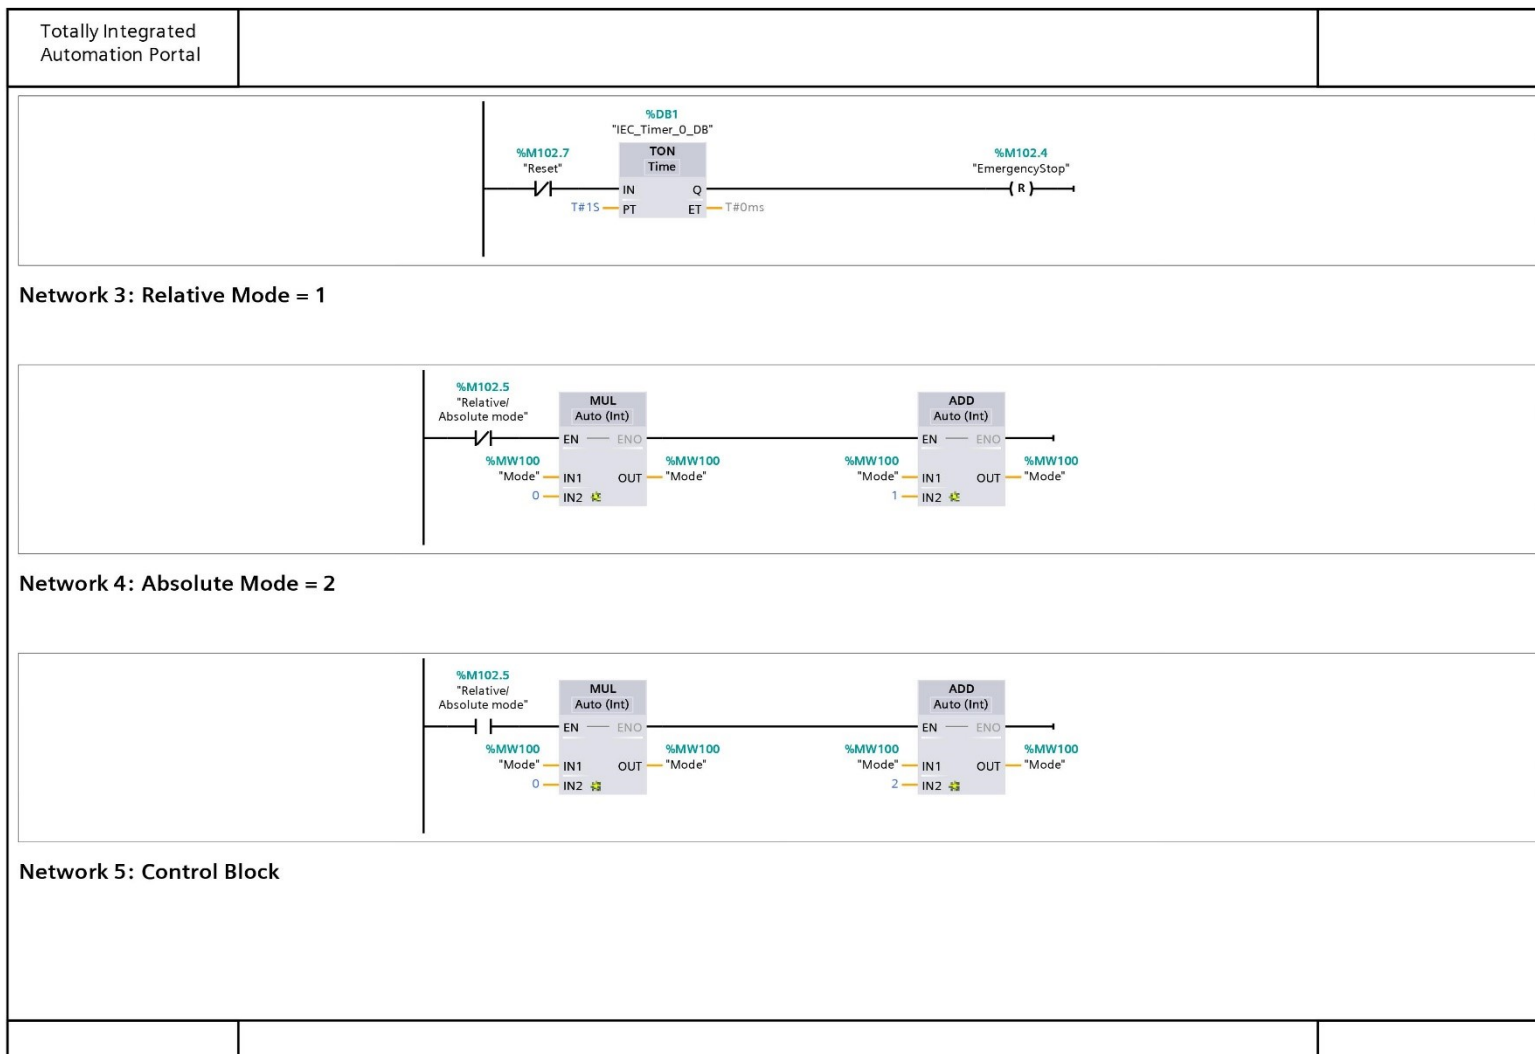 Totally Integrated
Automation Portal
%DB1
"IEC_Timer_0_DB"
%M102.7
"Reset"
TON
Time
%M102.4
"EmergencyStop"
IN Q
( R )
T#1S PT ET T#0ms
Network 3: Relative Mode = 1
%M102.5
"Relative/
Absolute mode"
MUL
Auto (Int)
ADD
Auto (Int)
EN ENO EN ENO
%MW100 %MW100 %MW100 %MW100
"Mode" IN1 OUT "Mode" "Mode" IN1 OUT "Mode"
0 IN2 1 IN2
Network 4: Absolute Mode = 2
%M102.5
"Relative/
Absolute mode"
MUL
Auto (Int)
ADD
Auto (Int)
EN ENO EN ENO
%MW100 %MW100 %MW100 %MW100
"Mode" IN1 OUT "Mode" "Mode" IN1 OUT "Mode"
0 IN2 2 IN2
Network 5: Control Block